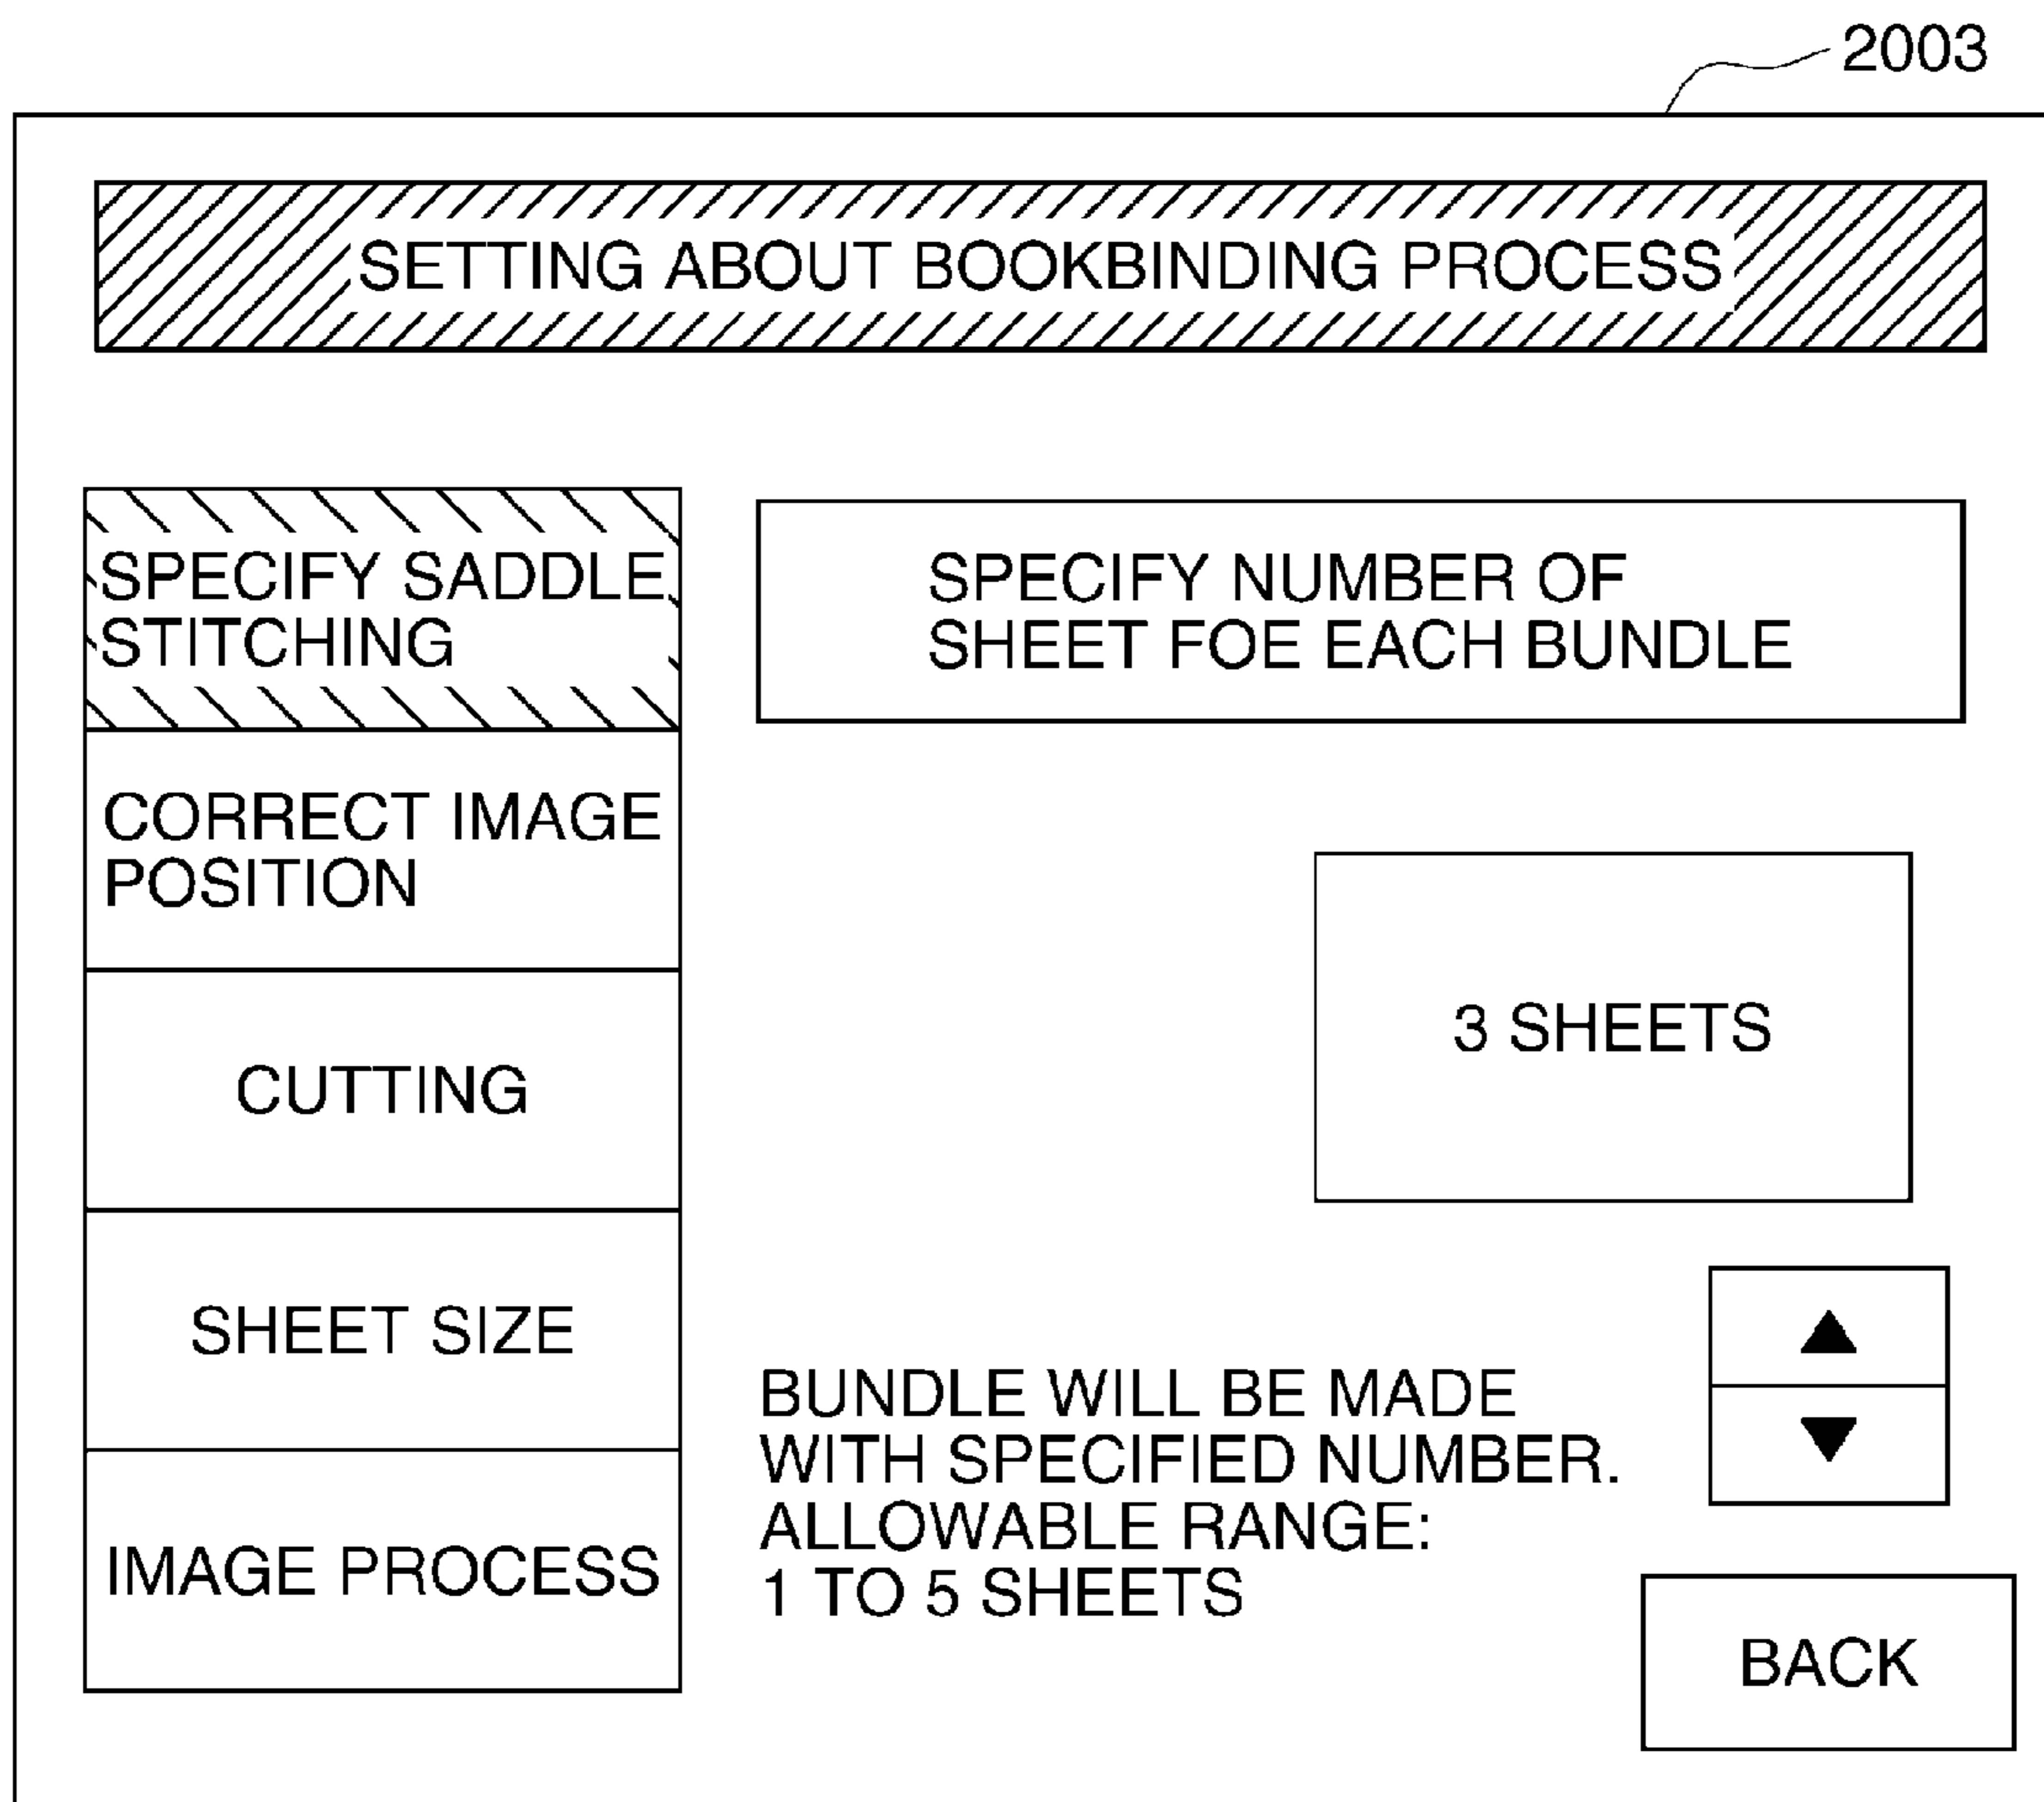 2003
SETTING ABOUT BOOKBINDING PROCESS
SPECIFY SADDLE
STITCHING
CORRECT IMAGE
POSITION
CUTTING
SHEET SIZE
IMAGE PROCESS
SPECIFY NUMBER OF
SHEET FOE EACH BUNDLE
3 SHEETS
BUNDLE WILL BE MADE
WITH SPECIFIED NUMBER.
ALLOWABLE RANGE:
1 TO 5 SHEETS
BACK